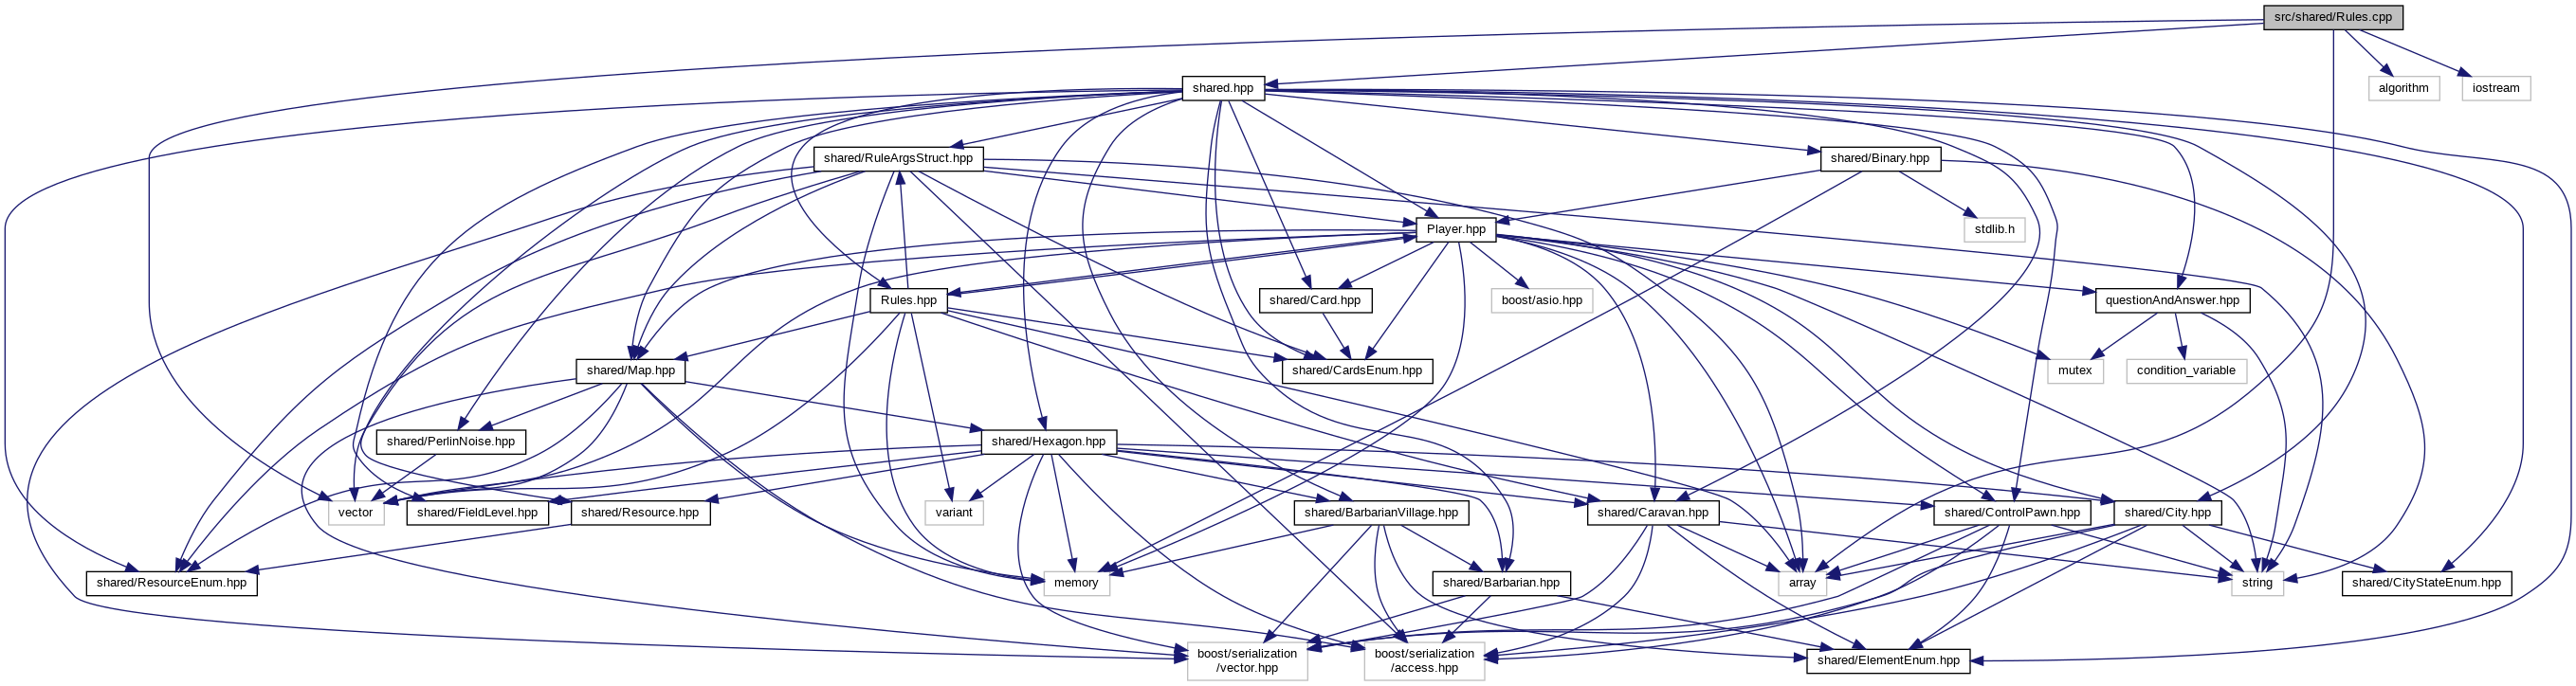 src/shared/Rules.cpp
shared.hpp
algorithm
iostream
shared/RuleArgsStruct.hpp
shared/Binary.hpp
Player.hpp
stdlib.h
Rules.hpp
shared/Card.hpp
boost/asio.hpp
questionAndAnswer.hpp
shared/Map.hpp
shared/CardsEnum.hpp
mutex
condition_variable
shared/PerlinNoise.hpp
shared/Hexagon.hpp
vector
shared/FieldLevel.hpp
shared/Resource.hpp
variant
shared/BarbarianVillage.hpp
shared/Caravan.hpp
shared/ControlPawn.hpp
shared/City.hpp
shared/ResourceEnum.hpp
memory
shared/Barbarian.hpp
array
string
shared/CityStateEnum.hpp
boost/serialization
/vector.hpp
boost/serialization
/access.hpp
shared/ElementEnum.hpp